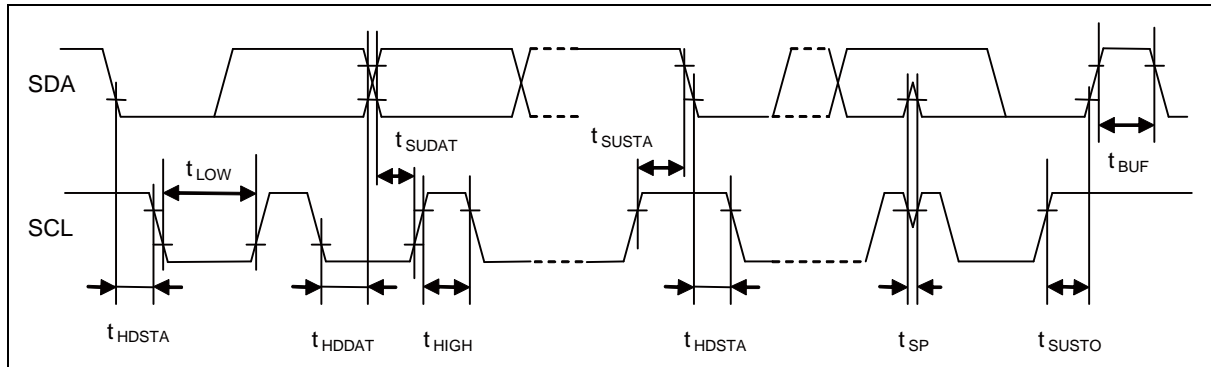 SDA
t SUDAT
t SUSTA
t BUF
t LOW
SCL
t HDSTA
t HDDAT
t HIGH
t HDSTA
t SP
t SUSTO